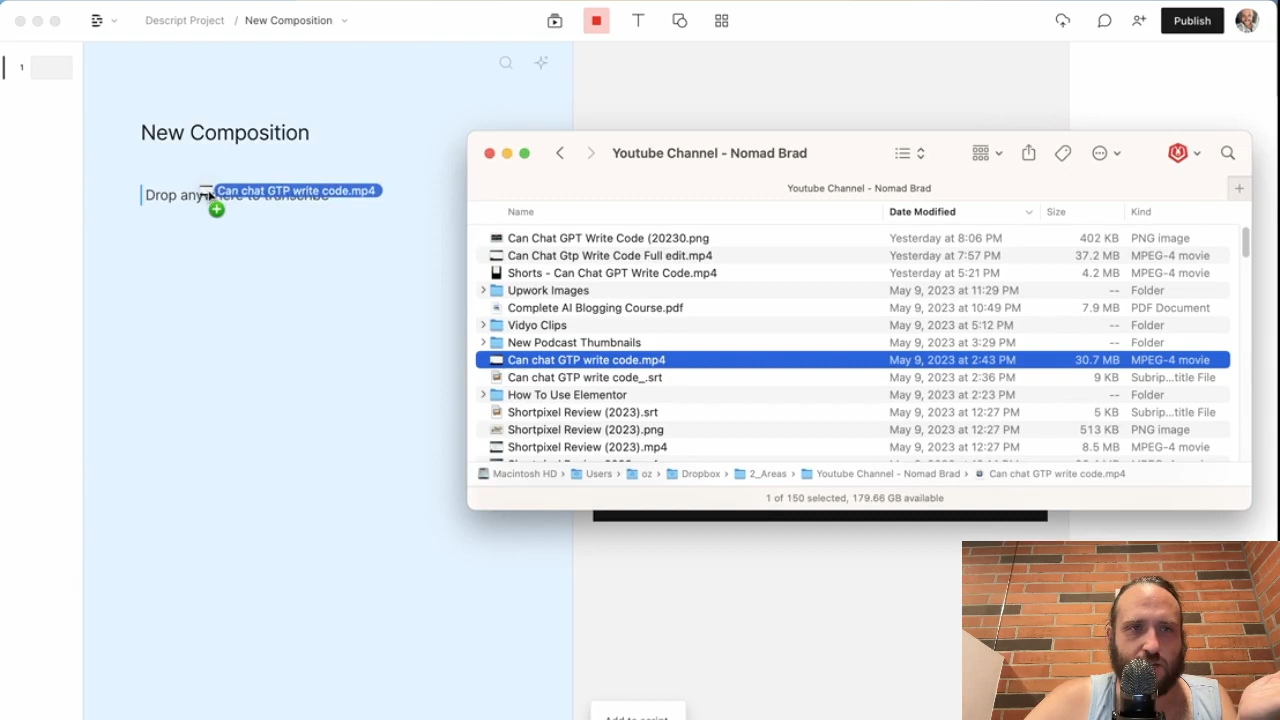 Descript Project / New Composition
Publish
1
New Composition
Drop any here to transcribe
Can chat GTP write code.mp4
Youtube Channel - Nomad Brad
Youtube Channel - Nomad Brad
Name Date Modified Size Kind
Can Chat GPT Write Code (20230.png Yesterday at 8:06 PM 402 KB PNG image
Can Chat Gtp Write Code Full edit.mp4 Yesterday at 7:57 PM 37.2 MB MPEG-4 movie
Shorts - Can Chat GPT Write Code.mp4 Yesterday at 5:21 PM 4.2 MB MPEG-4 movie
Upwork Images May 9, 2023 at 11:29 PM -- Folder
Complete AI Blogging Course.pdf May 9, 2023 at 10:49 PM 7.9 MB PDF Document
Vidyo Clips May 9, 2023 at 5:12 PM -- Folder
New Podcast Thumbnails May 9, 2023 at 3:29 PM -- Folder
Can chat GTP write code.mp4 May 9, 2023 at 2:43 PM 30.7 MB MPEG-4 movie
Can chat GTP write code_.srt May 9, 2023 at 2:36 PM 9 KB Subrip...title File
How To Use Elementor May 9, 2023 at 2:23 PM -- Folder
Shortpixel Review (2023).srt May 9, 2023 at 12:27 PM 5 KB Subrip...title File
Shortpixel Review (2023).png May 9, 2023 at 12:27 PM 513 KB PNG image
Shortpixel Review (2023).mp4 May 9, 2023 at 12:27 PM 8.5 MB MPEG-4 movie
Macintosh HD › Users › oz › Dropbox › 2_Areas › Youtube Channel - Nomad Brad › Can chat GTP write code.mp4
1 of 150 selected, 179.66 GB available
Add to script